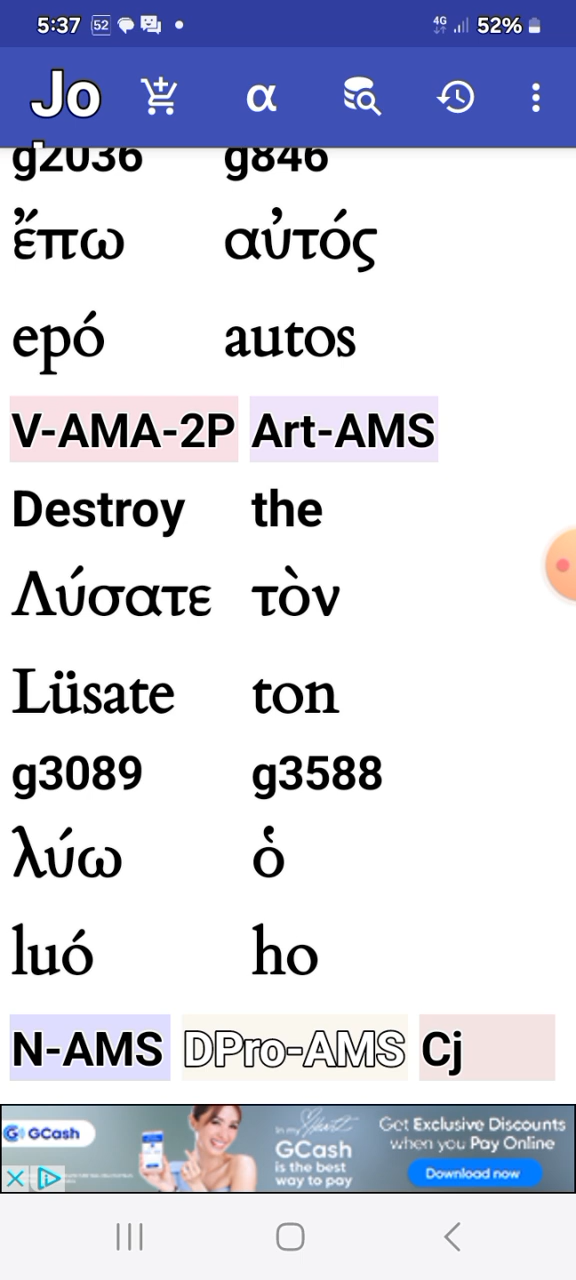 5:37 52 4G 52%
Jo α
g2036 g846
ἔπω αὐτός
epó autos
V-AMA-2P Art-AMS
Destroy the
Λύσατε τὸν
Lüsate ton
g3089 g3588
λύω ὁ
luó ho
N-AMS DPro-AMS Cj
GCash
GCash
is the best
way to pay
Get Exclusive Discounts
when you Pay Online
Download now